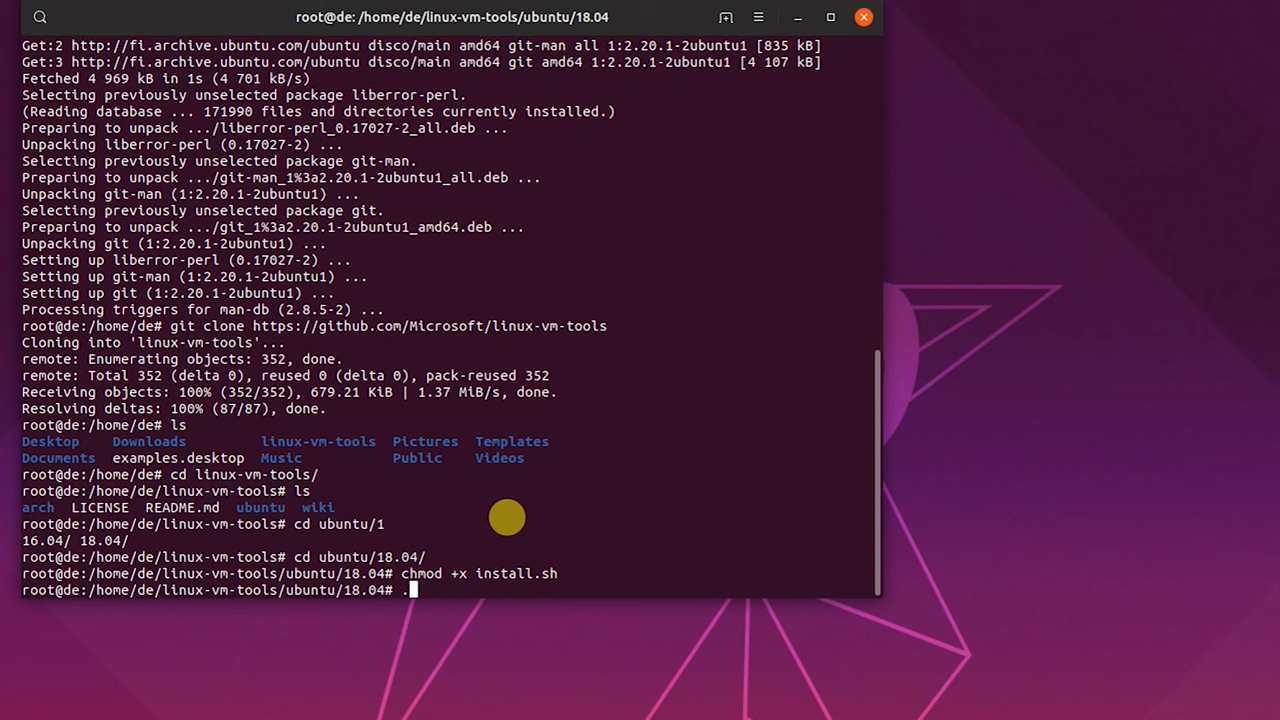 root@de: /home/de/linux-vm-tools/ubuntu/18.04
Get:2 http://fi.archive.ubuntu.com/ubuntu disco/main amd64 git-man all 1:2.20.1-2ubuntu1 [835 kB]
Get:3 http://fi.archive.ubuntu.com/ubuntu disco/main amd64 git amd64 1:2.20.1-2ubuntu1 [4 107 kB]
Fetched 4 969 kB in 1s (4 701 kB/s)
Selecting previously unselected package liberror-perl.
(Reading database ... 171990 files and directories currently installed.)
Preparing to unpack .../liberror-perl_0.17027-2_all.deb ...
Unpacking liberror-perl (0.17027-2) ...
Selecting previously unselected package git-man.
Preparing to unpack .../git-man_1%3a2.20.1-2ubuntu1_all.deb ...
Unpacking git-man (1:2.20.1-2ubuntu1) ...
Selecting previously unselected package git.
Preparing to unpack .../git_1%3a2.20.1-2ubuntu1_amd64.deb ...
Unpacking git (1:2.20.1-2ubuntu1) ...
Setting up liberror-perl (0.17027-2) ...
Setting up git-man (1:2.20.1-2ubuntu1) ...
Setting up git (1:2.20.1-2ubuntu1) ...
Processing triggers for man-db (2.8.5-2) ...
root@de:/home/de# git clone https://github.com/Microsoft/linux-vm-tools
Cloning into 'linux-vm-tools'...
remote: Enumerating objects: 352, done.
remote: Total 352 (delta 0), reused 0 (delta 0), pack-reused 352
Receiving objects: 100% (352/352), 679.21 KiB | 1.37 MiB/s, done.
Resolving deltas: 100% (87/87), done.
root@de:/home/de# ls
Desktop    Downloads         linux-vm-tools  Pictures  Templates
Documents  examples.desktop  Music           Public    Videos
root@de:/home/de# cd linux-vm-tools/
root@de:/home/de/linux-vm-tools# ls
arch  LICENSE  README.md  ubuntu  wiki
root@de:/home/de/linux-vm-tools# cd ubuntu/1
16.04/ 18.04/
root@de:/home/de/linux-vm-tools# cd ubuntu/18.04/
root@de:/home/de/linux-vm-tools/ubuntu/18.04# chmod +x install.sh
root@de:/home/de/linux-vm-tools/ubuntu/18.04# .